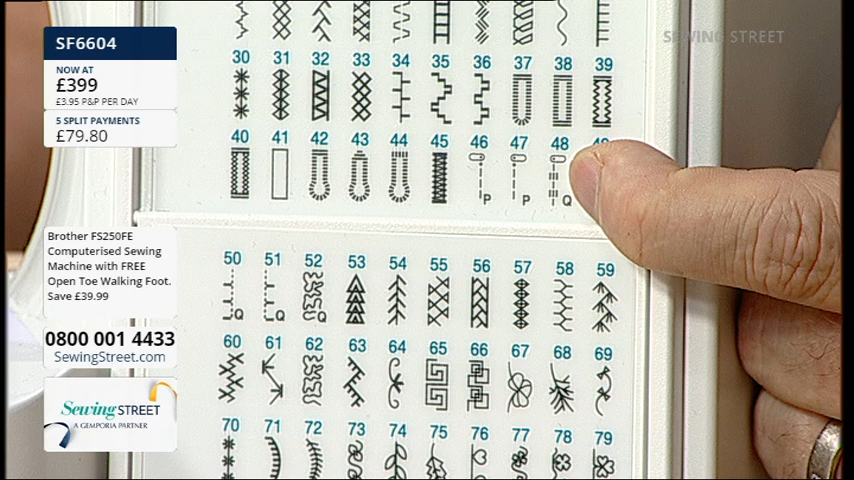 SF6604
SEWING STREET
NOW AT
£399
£3.95 P&P PER DAY
5 SPLIT PAYMENTS
£79.80
30 31 32 33 34 35 36 37 38 39
40 41 42 43 44 45 46 47 48
P P Q
Brother FS250FE
Computerised Sewing
Machine with FREE
Open Toe Walking Foot.
Save £39.99
0800 001 4433
SewingStreet.com
Sewing STREET
A GEMPORIA PARTNER
50 51 52 53 54 55 56 57 58 59
Q Q Q
60 61 62 63 64 65 66 67 68 69
70 71 72 73 74 75 76 77 78 79